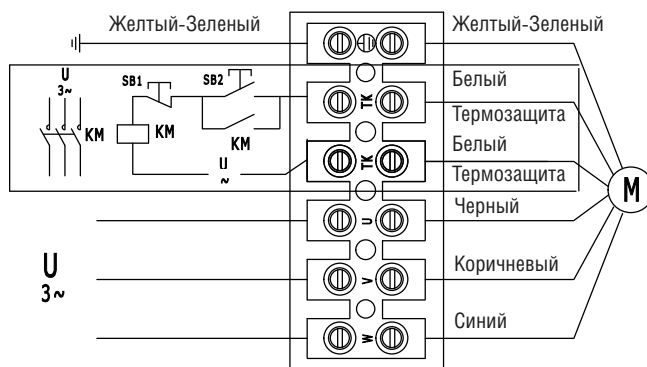 Желтый-Зеленый
Желтый-Зеленый
U
3~
SB1
SB2
KM
KM
KM
U
~
TK
Белый
Термозащита
TK
Белый
Термозащита
M
U
Черный
U
3~
V
Коричневый
W
Синий